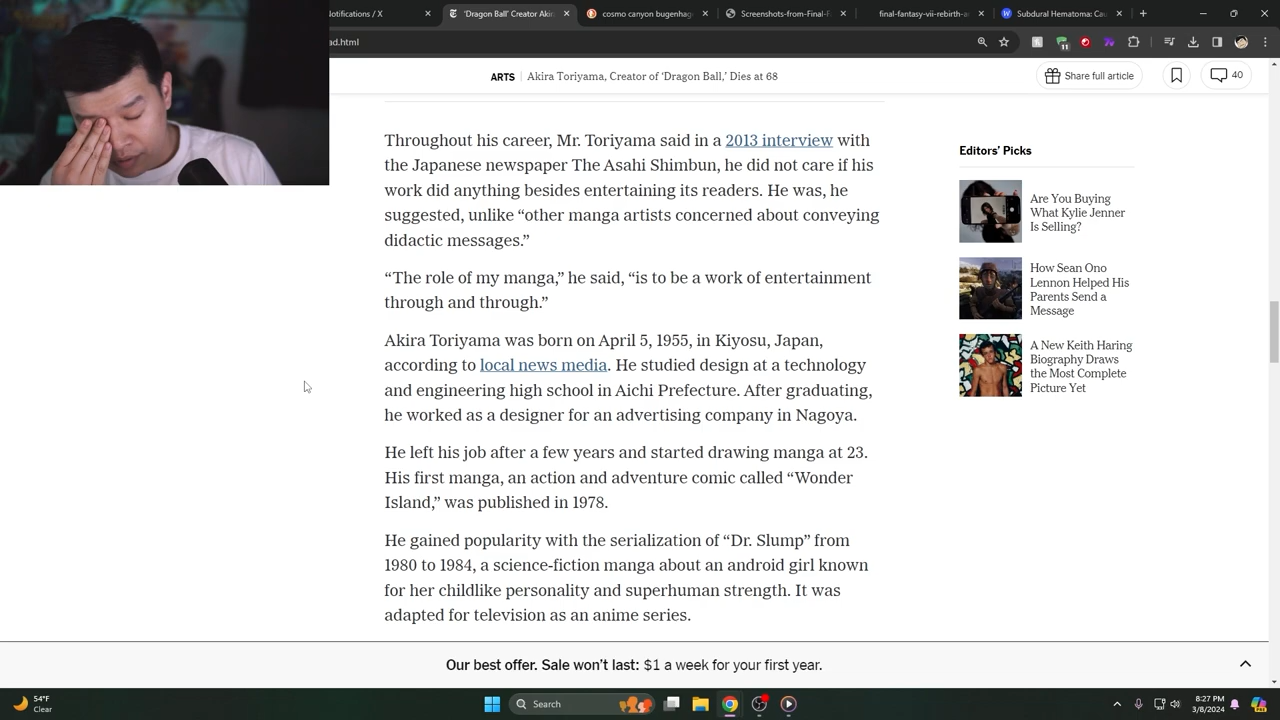 lotifications / X
'Dragon Ball' Creator Aki
cosmo canyon bugenhag
Screenshots-from-Final-F
final-fantasy-vii-rebirth-a
Subdural Hematoma: Cau
ad.html
ARTS | Akira Toriyama, Creator of 'Dragon Ball,' Dies at 68
Share full article
40
Throughout his career, Mr. Toriyama said in a 2013 interview with
the Japanese newspaper The Asahi Shimbun, he did not care if his
work did anything besides entertaining its readers. He was, he
suggested, unlike “other manga artists concerned about conveying
didactic messages.”
“The role of my manga,” he said, “is to be a work of entertainment
through and through.”
Akira Toriyama was born on April 5, 1955, in Kiyosu, Japan,
according to local news media. He studied design at a technology
and engineering high school in Aichi Prefecture. After graduating,
he worked as a designer for an advertising company in Nagoya.
He left his job after a few years and started drawing manga at 23.
His first manga, an action and adventure comic called “Wonder
Island,” was published in 1978.
He gained popularity with the serialization of “Dr. Slump” from
1980 to 1984, a science-fiction manga about an android girl known
for her childlike personality and superhuman strength. It was
adapted for television as an anime series.
Editors’ Picks
Are You Buying
What Kylie Jenner
Is Selling?
How Sean Ono
Lennon Helped His
Parents Send a
Message
A New Keith Haring
Biography Draws
the Most Complete
Picture Yet
Our best offer. Sale won’t last: $1 a week for your first year.
54°F
Clear
Search
8:27 PM
3/8/2024